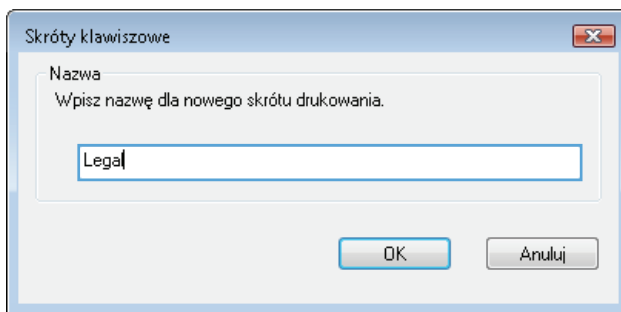 Skróty klawiszowe
Nazwa
Wpisz nazwę dla nowego skrótu drukowania.
Legal
OK
Anuluj